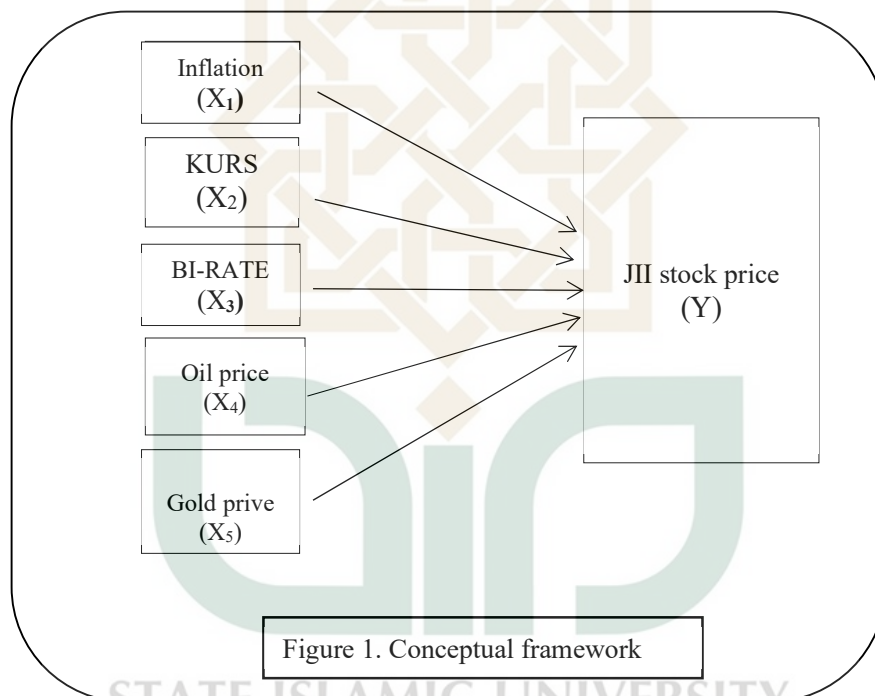 Inflation
(X₁)
KURS
(X₂)
BI-RATE
(X₃)
Oil price
(X₄)
Gold prive
(X₅)
JII stock price
(Y)
Figure 1. Conceptual framework
STATE ISLAMIC UNIVERSITY